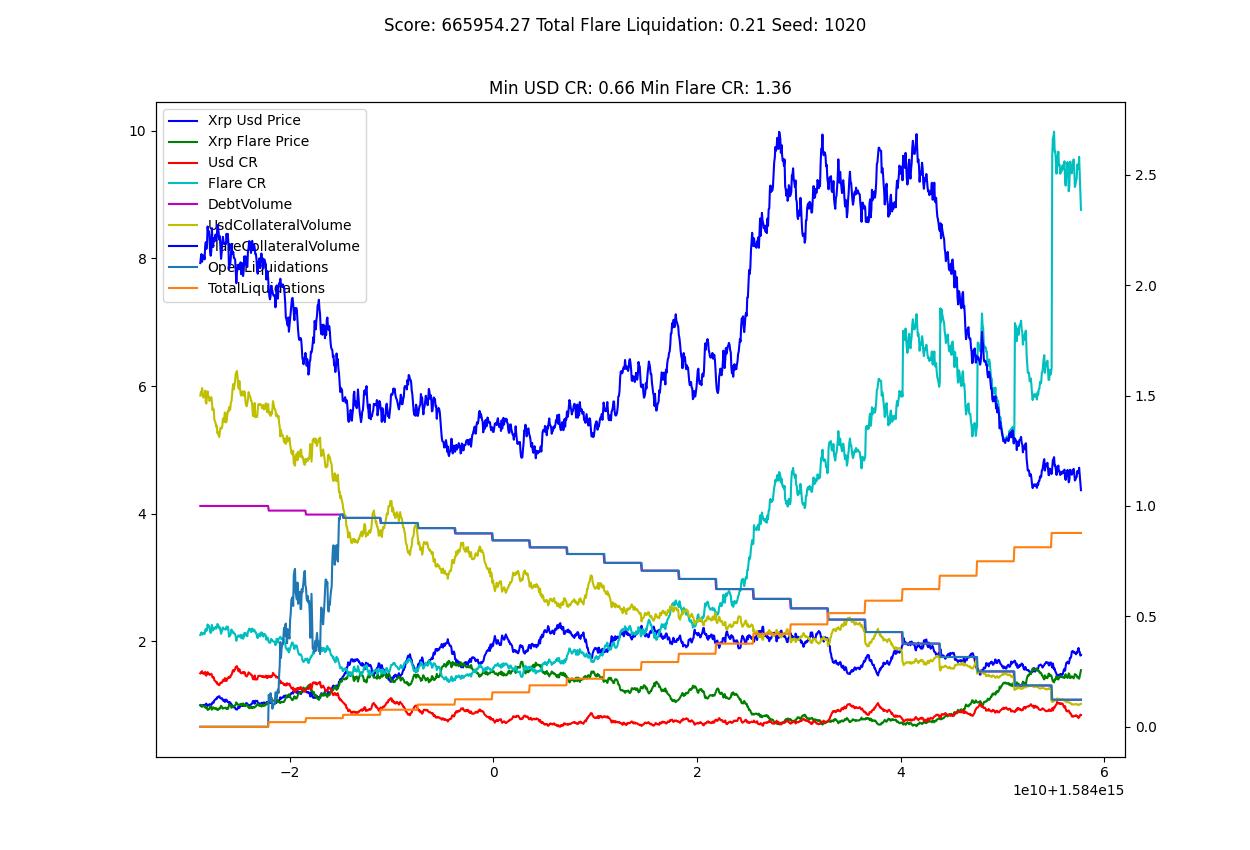 Score: 665954.27 Total Flare Liquidation: 0.21 Seed: 1020
Min USD CR: 0.66 Min Flare CR: 1.36
Xrp Usd Price
Xrp Flare Price
Usd CR
Flare CR
DebtVolume
UsdCollateralVolume
FlareCollateralVolume
OpenLiquidations
TotalLiquidations
10
8
6
4
2
2.5
2.0
1.5
1.0
0.5
0.0
−2
0
2
4
6
1e10+1.584e15